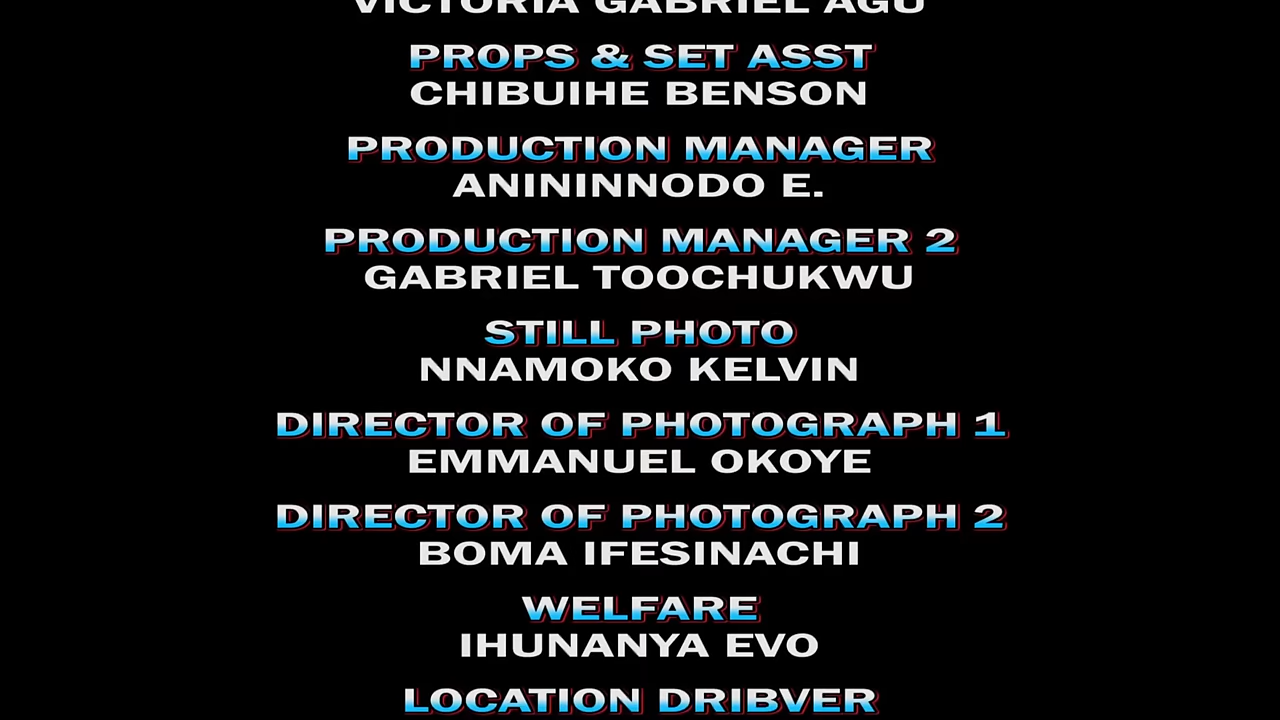 VICTORIA GABRIEL AGU
PROPS & SET ASST
CHIBUIHE BENSON
PRODUCTION MANAGER
ANININNODO E.
PRODUCTION MANAGER 2
GABRIEL TOOCHUKWU
STILL PHOTO
NNAMOKO KELVIN
DIRECTOR OF PHOTOGRAPH 1
EMMANUEL OKOYE
DIRECTOR OF PHOTOGRAPH 2
BOMA IFESINACHI
WELFARE
IHUNANYA EVO
LOCATION DRIBVER